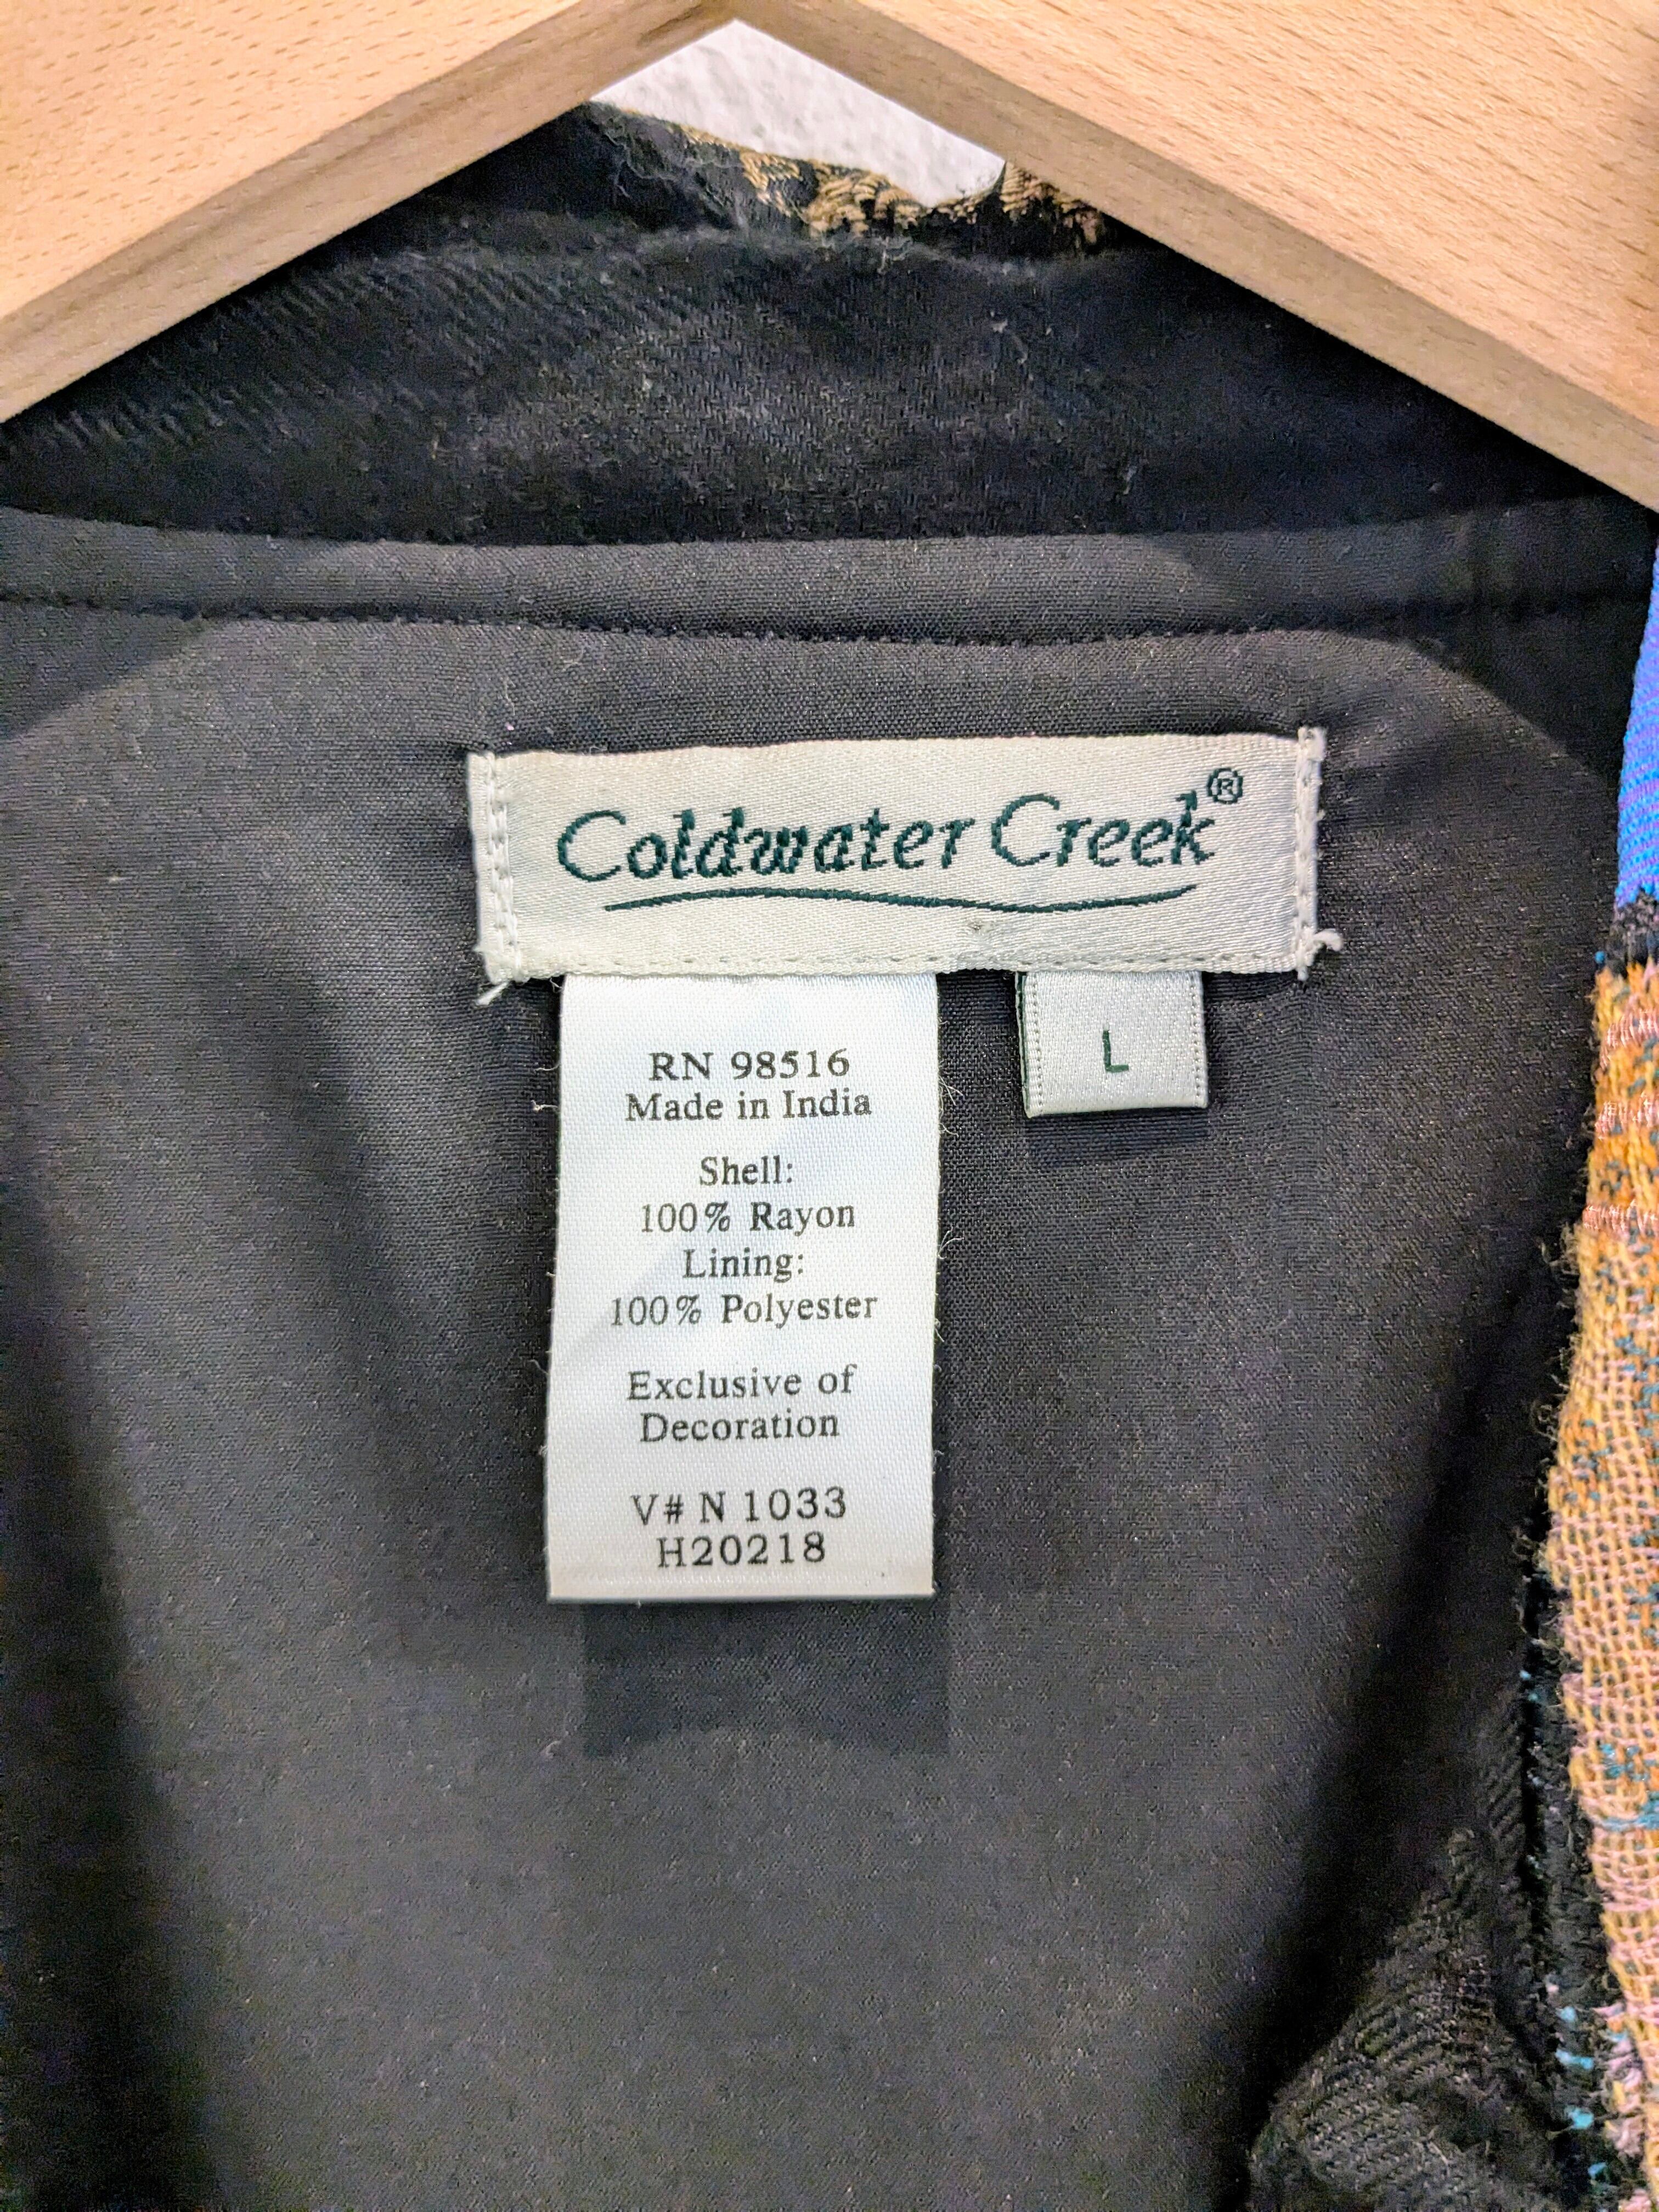 Coldwater Creek®
L
RN 98516
Made in India
Shell:
100% Rayon
Lining:
100% Polyester
Exclusive of
Decoration
V# N 1033
H20218